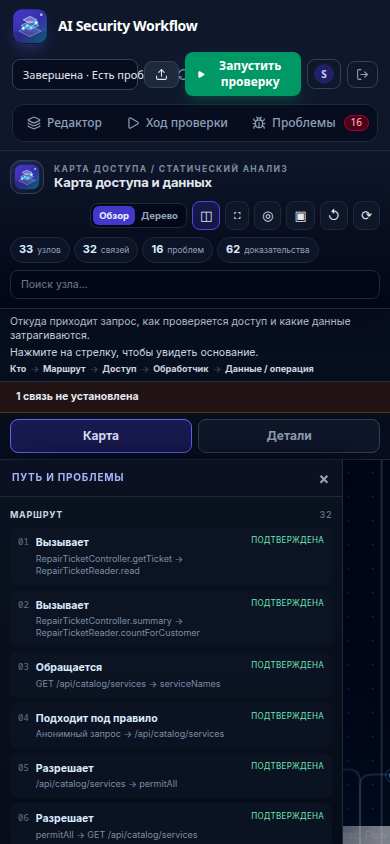 AI Security Workflow
Завершена · Есть проб
Запустить
проверку
S
Редактор
Ход проверки
Проблемы
16
КАРТА ДОСТУПА / СТАТИЧЕСКИЙ АНАЛИЗ
Карта доступа и данных
Обзор
Дерево
33 узлов
32 связей
16 проблем
62 доказательства
Поиск узла...
Откуда приходит запрос, как проверяется доступ и какие данные
затрагиваются.
Нажмите на стрелку, чтобы увидеть основание.
Кто → Маршрут → Доступ → Обработчик → Данные / операция
1 связь не установлена
Карта
Детали
ПУТЬ И ПРОБЛЕМЫ
×
МАРШРУТ
32
01 Вызывает
ПОДТВЕРЖДЕНА
RepairTicketController.getTicket →
RepairTicketReader.read
02 Вызывает
ПОДТВЕРЖДЕНА
RepairTicketController.summary →
RepairTicketReader.countForCustomer
03 Обращается
ПОДТВЕРЖДЕНА
GET /api/catalog/services → serviceNames
04 Подходит под правило
ПОДТВЕРЖДЕНА
Анонимный запрос → /api/catalog/services
05 Разрешает
ПОДТВЕРЖДЕНА
/api/catalog/services → permitAll
06 Разрешает
ПОДТВЕРЖДЕНА
permitAll → GET /api/catalog/services